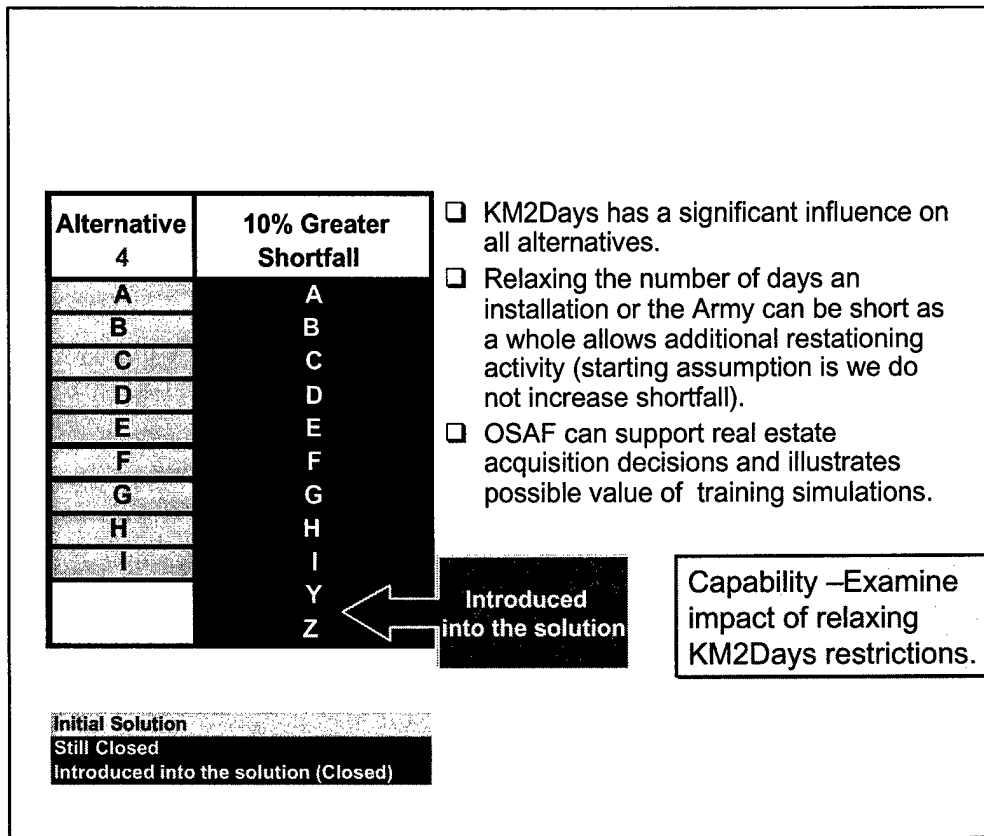 Alternative
4
10% Greater
Shortfall
A
A
B
B
C
C
D
D
E
E
F
F
G
G
H
H
I
I
Y
Z
❑ KM2Days has a significant influence on
all alternatives.
❑ Relaxing the number of days an
installation or the Army can be short as
a whole allows additional restationing
activity (starting assumption is we do
not increase shortfall).
❑ OSAF can support real estate
acquisition decisions and illustrates
possible value of training simulations.
Introduced
into the solution
Capability –Examine
impact of relaxing
KM2Days restrictions.
Initial Solution
Still Closed
Introduced into the solution (Closed)